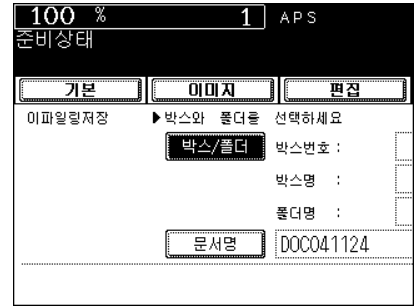 100 % 1 APS
준비상태
기본 이미지 편집
이파일링저장 ▶박스와 폴더를 선택하세요
박스/폴더 박스번호 :
박스명 :
폴더명 :
문서명 DOC041124